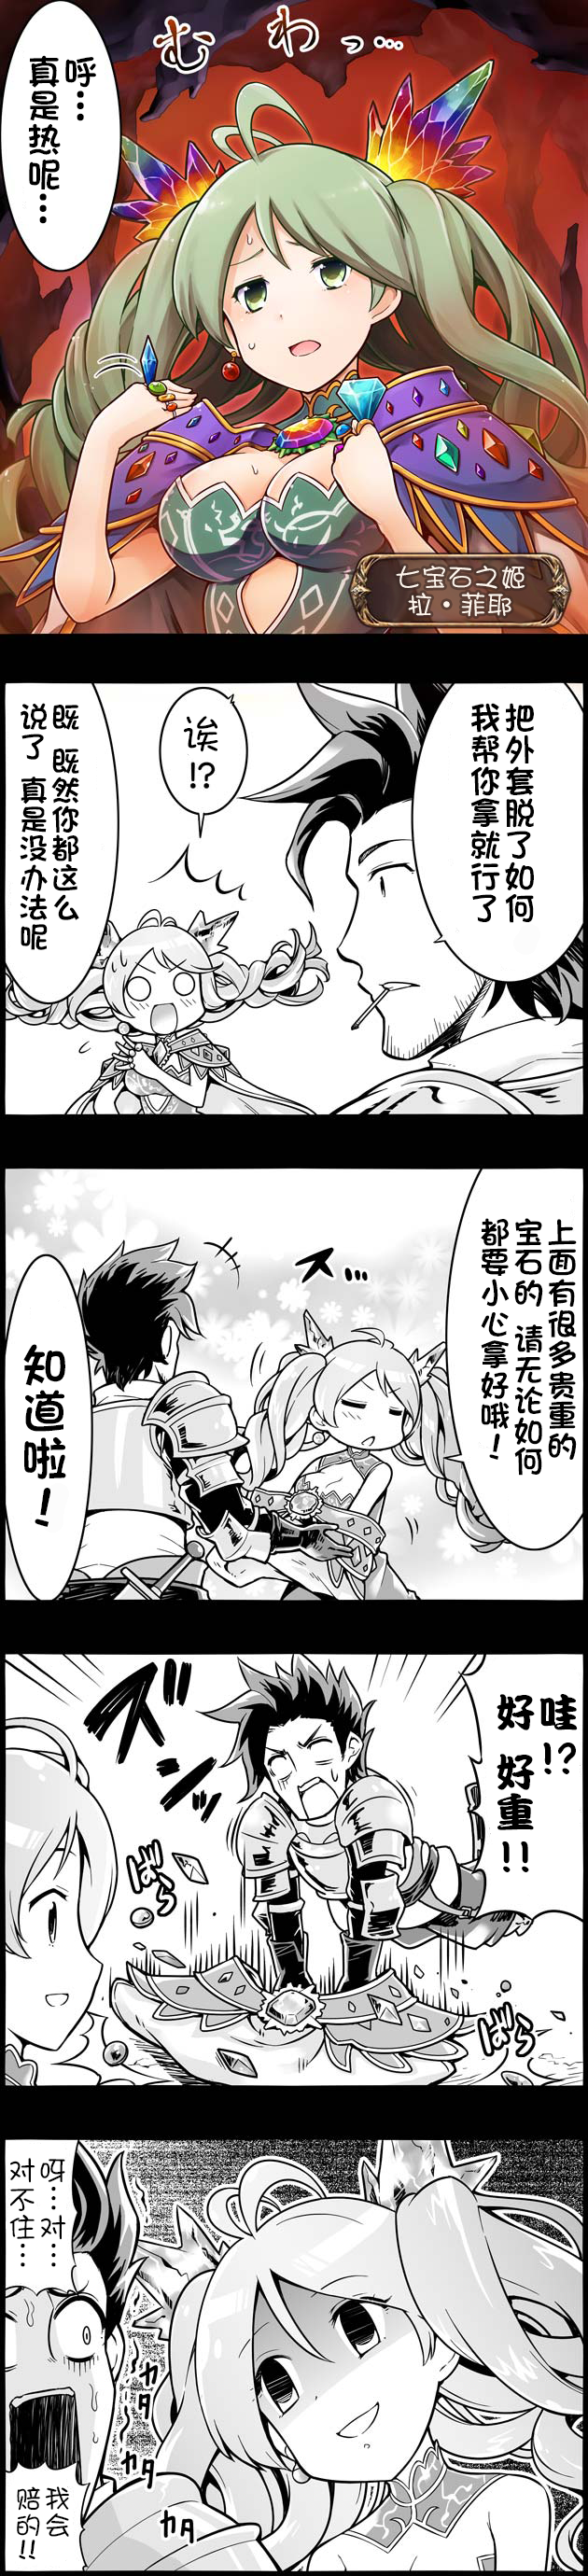 むわっ…
呼…
真是热呢…
七宝石之姬
拉·菲耶
把外套脱了如何
我帮你拿就行了
诶!?
既 既然你都这么
说了 真是没办法呢
上面有很多贵重的
宝石的 请无论如何
都要小心拿好哦！
ス…
知道啦！
哇!?
好 好重!!
ズンッ
ばら
ばら
呀…对
对不住…
カタ
カタ
カタ
我会
赔的!!